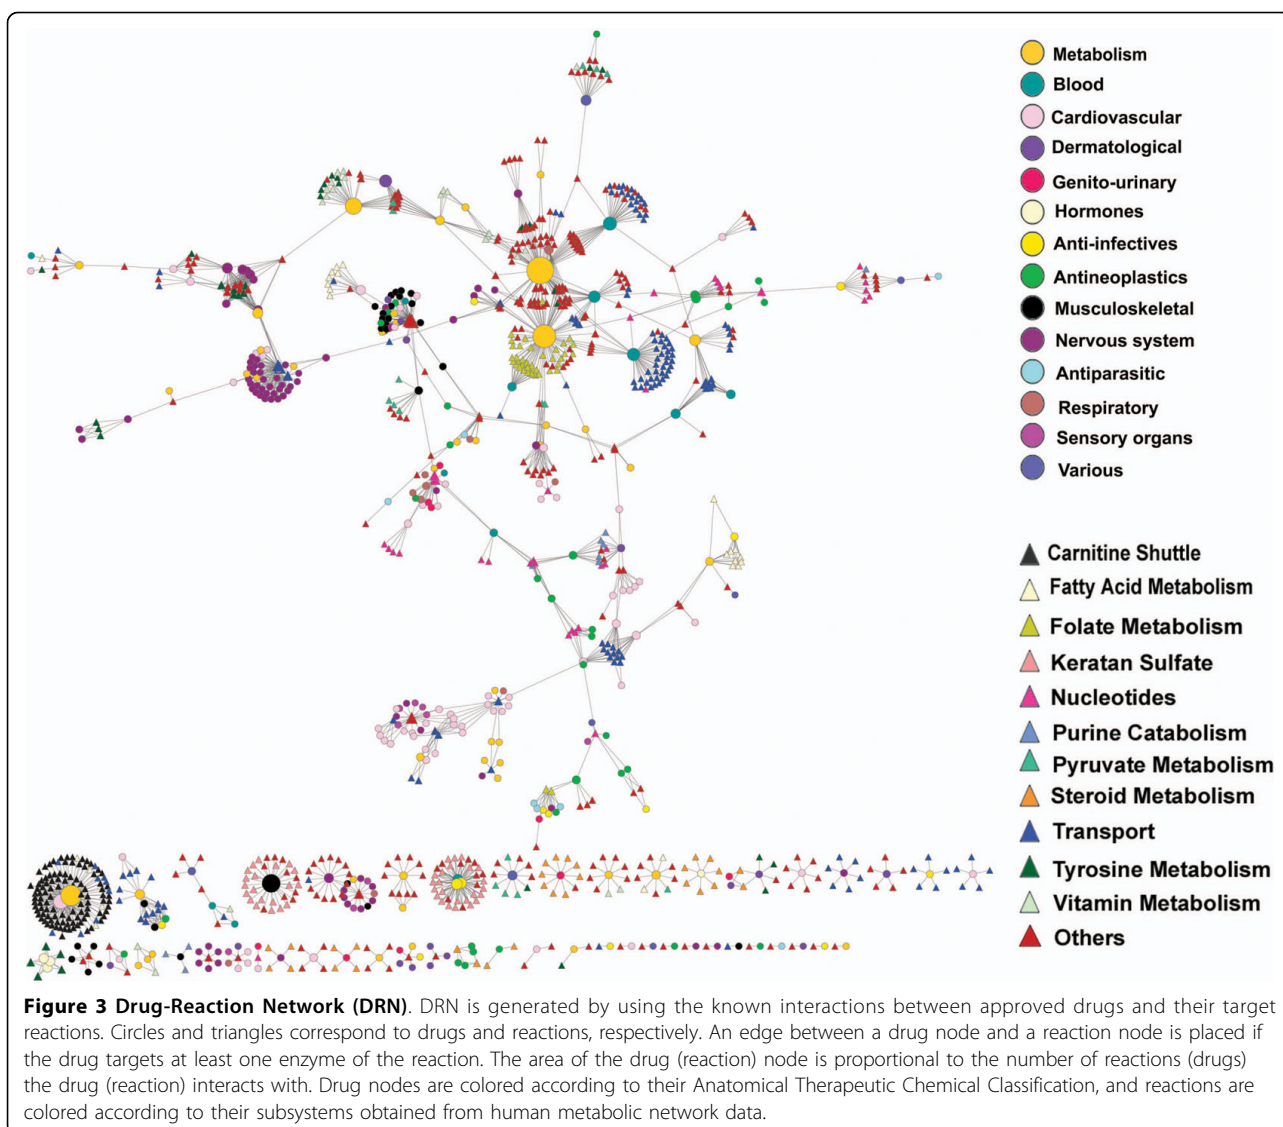 Metabolism
Blood
Cardiovascular
Dermatological
Genito-urinary
Hormones
Anti-infectives
Antineoplastics
Musculoskeletal
Nervous system
Antiparasitic
Respiratory
Sensory organs
Various
Carnitine Shuttle
Fatty Acid Metabolism
Folate Metabolism
Keratan Sulfate
Nucleotides
Purine Catabolism
Pyruvate Metabolism
Steroid Metabolism
Transport
Tyrosine Metabolism
Vitamin Metabolism
Others
Figure 3 Drug-Reaction Network (DRN). DRN is generated by using the known interactions between approved drugs and their target
reactions. Circles and triangles correspond to drugs and reactions, respectively. An edge between a drug node and a reaction node is placed if
the drug targets at least one enzyme of the reaction. The area of the drug (reaction) node is proportional to the number of reactions (drugs)
the drug (reaction) interacts with. Drug nodes are colored according to their Anatomical Therapeutic Chemical Classification, and reactions are
colored according to their subsystems obtained from human metabolic network data.